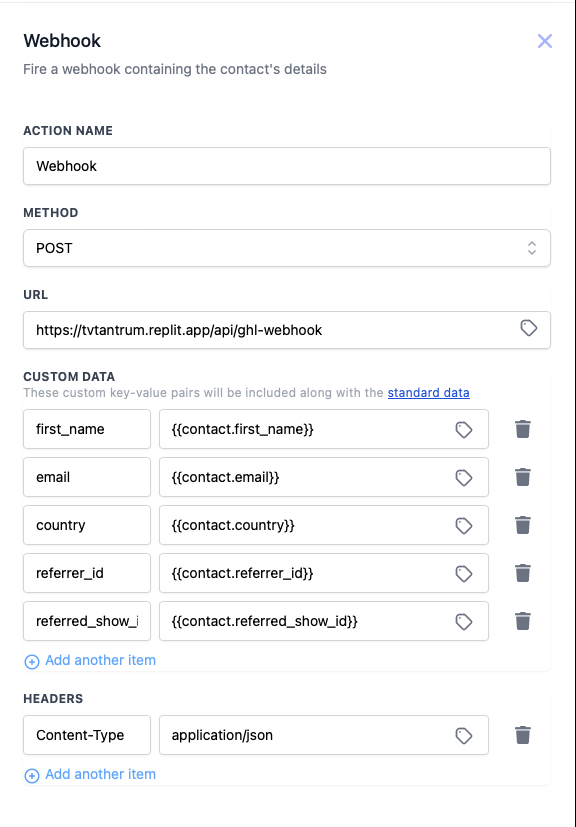 Webhook
Fire a webhook containing the contact's details
ACTION NAME
Webhook
METHOD
POST
URL
https://tvtantrum.replit.app/api/ghl-webhook
CUSTOM DATA
These custom key-value pairs will be included along with the standard data
first_name {{contact.first_name}}
email {{contact.email}}
country {{contact.country}}
referrer_id {{contact.referrer_id}}
referred_show_i {{contact.referred_show_id}}
Add another item
HEADERS
Content-Type application/json
Add another item